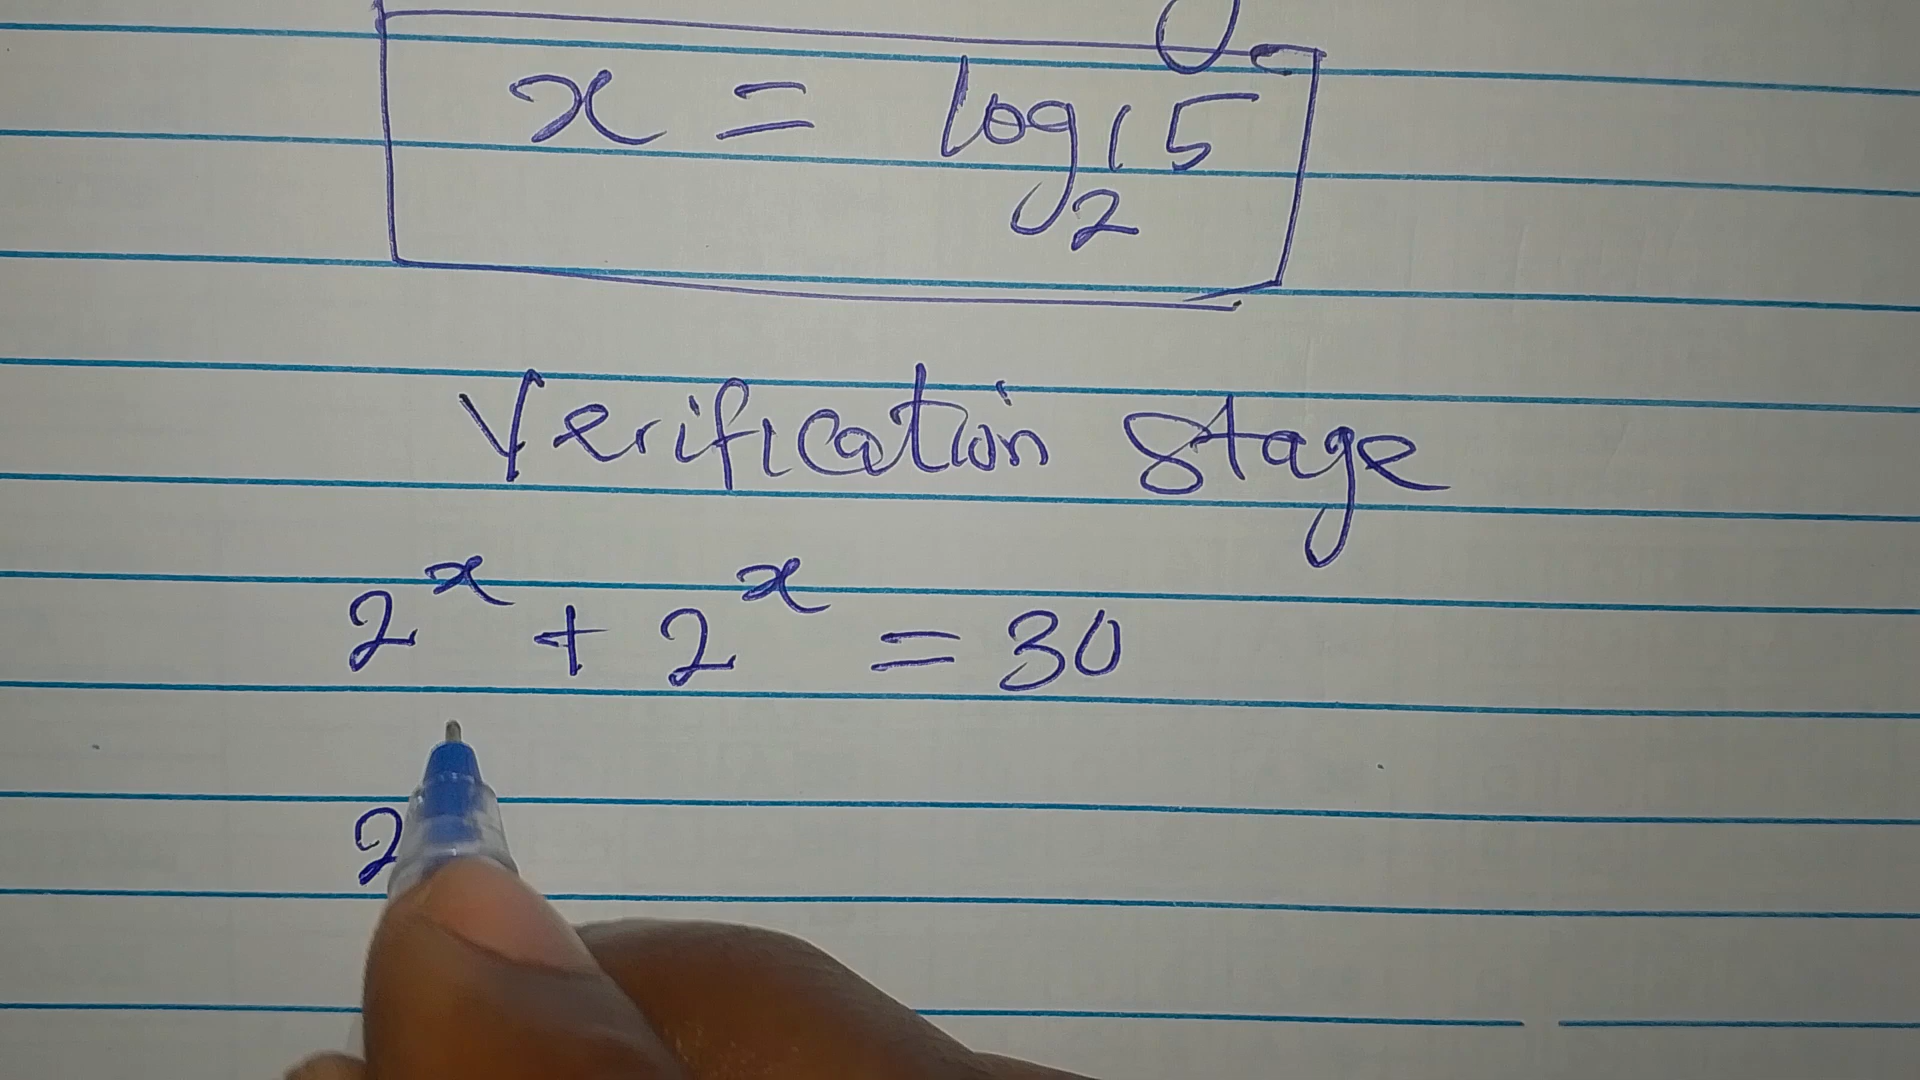 x = log₂15
Verification stage
2ˣ + 2ˣ = 30
2